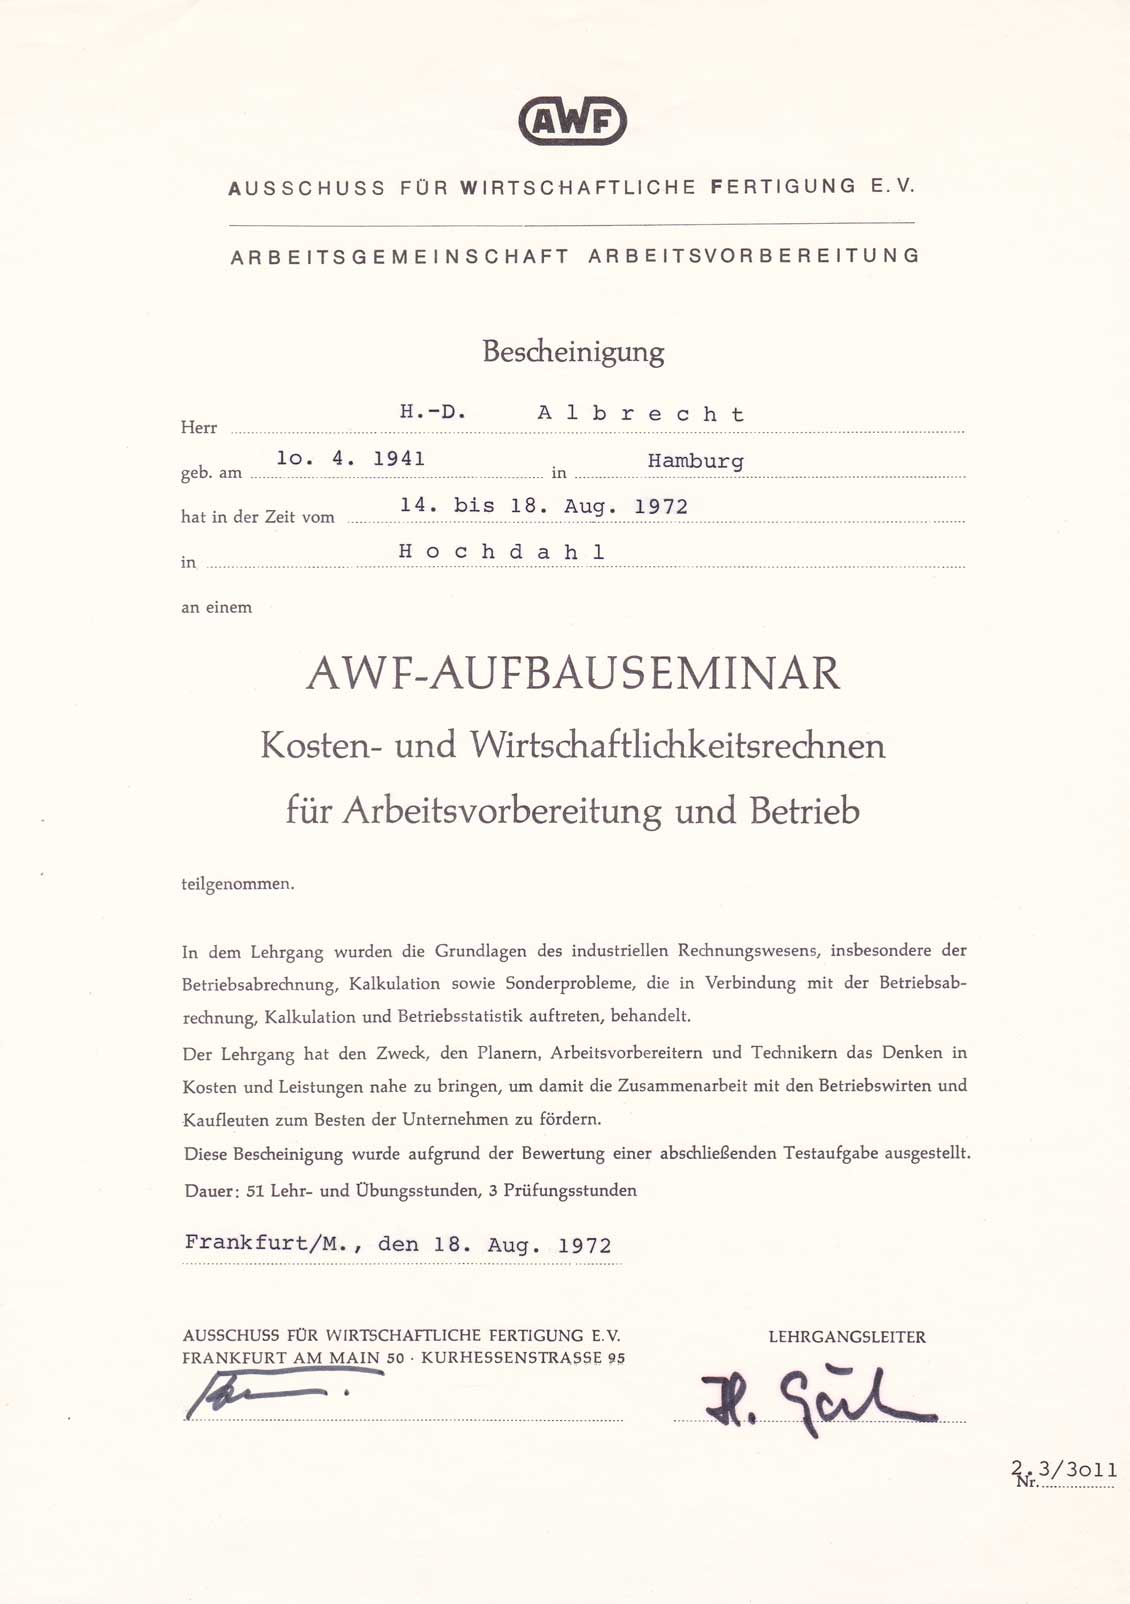 AWF
AUSSCHUSS FÜR WIRTSCHAFTLICHE FERTIGUNG E.V.
ARBEITSGEMEINSCHAFT ARBEITSVORBEREITUNG
Bescheinigung
Herr H.-D. Albrecht
geb. am 10. 4. 1941 in Hamburg
hat in der Zeit vom 14. bis 18. Aug. 1972
in Hochdahl
an einem
AWF-AUFBAUSEMINAR
Kosten- und Wirtschaftlichkeitsrechnen
für Arbeitsvorbereitung und Betrieb
teilgenommen.
In dem Lehrgang wurden die Grundlagen des industriellen Rechnungswesens, insbesondere der
Betriebsabrechnung, Kalkulation sowie Sonderprobleme, die in Verbindung mit der Betriebsab-
rechnung, Kalkulation und Betriebsstatistik auftreten, behandelt.
Der Lehrgang hat den Zweck, den Planern, Arbeitsvorbereitern und Technikern das Denken in
Kosten und Leistungen nahe zu bringen, um damit die Zusammenarbeit mit den Betriebswirten und
Kaufleuten zum Besten der Unternehmen zu fördern.
Diese Bescheinigung wurde aufgrund der Bewertung einer abschließenden Testaufgabe ausgestellt.
Dauer: 51 Lehr- und Übungsstunden, 3 Prüfungsstunden
Frankfurt/M., den 18. Aug. 1972
AUSSCHUSS FÜR WIRTSCHAFTLICHE FERTIGUNG E.V. LEHRGANGSLEITER
FRANKFURT AM MAIN 50 · KURHESSENSTRASSE 95
H.
Nr. 2.3/3011